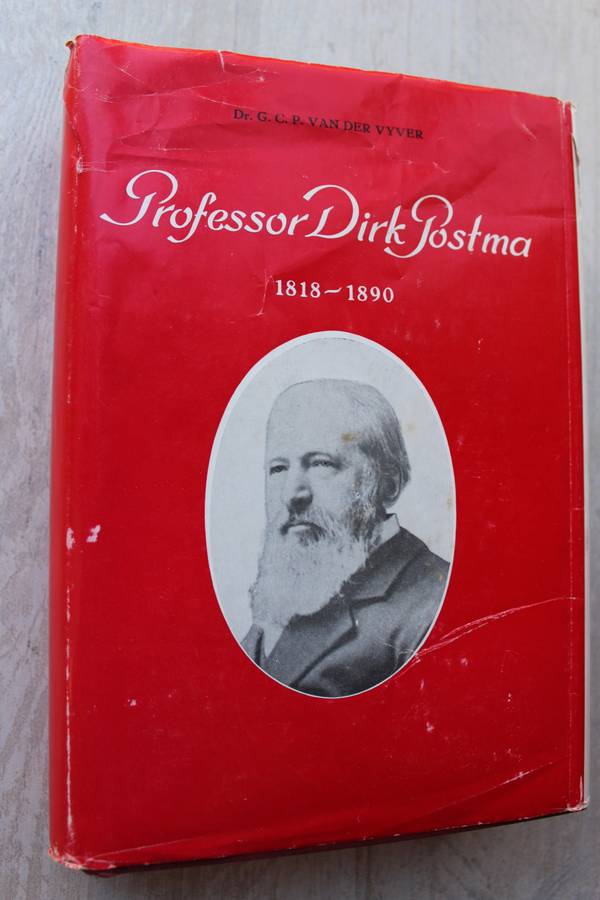 Dr. G. C. P. VAN DER VYVER
Professor Dirk Postma
1818–1890